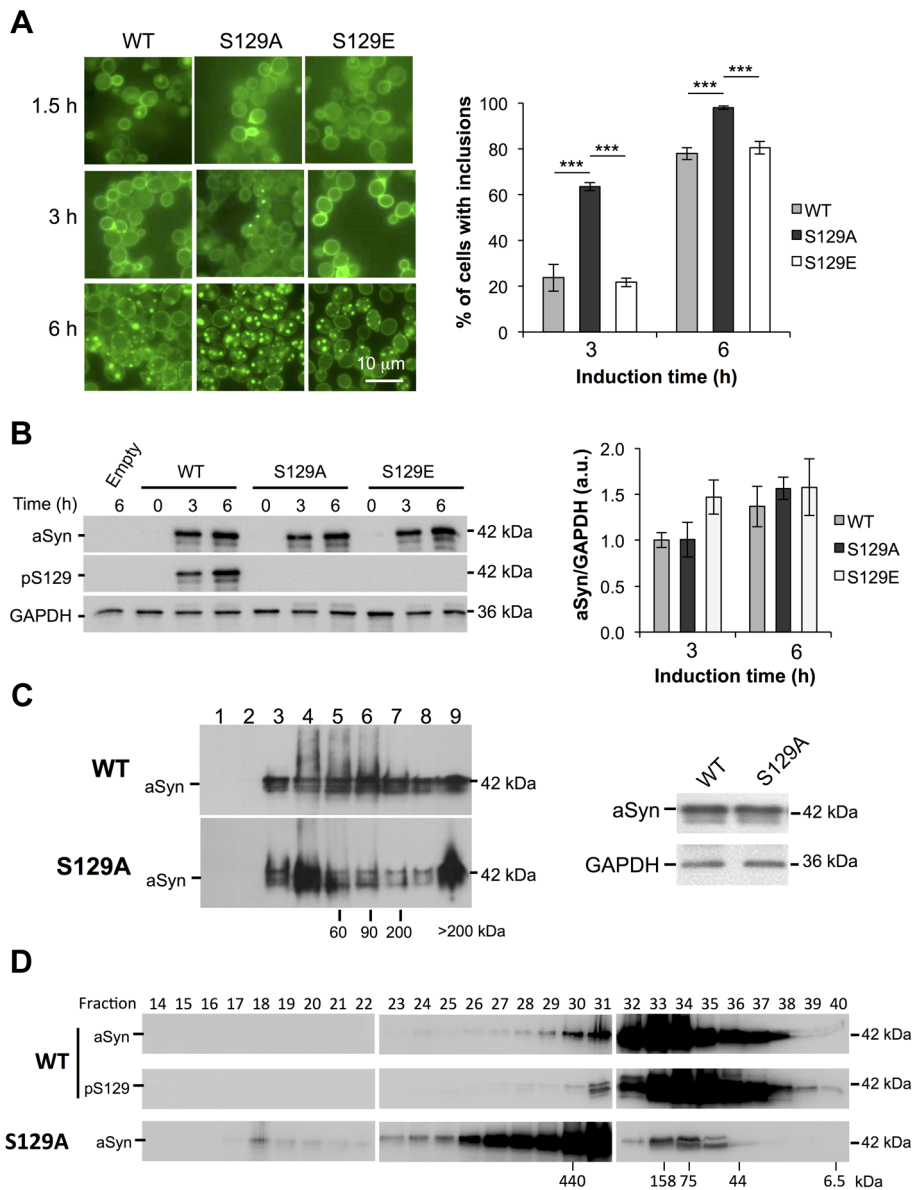 A
WT S129A S129E
1.5 h
3 h
6 h
10 µm
% of cells with inclusions
100
80
60
40
20
0
*** *** *** ***
3 6
Induction time (h)
WT
S129A
S129E
B
Empty WT S129A S129E
Time (h) 6 0 3 6 0 3 6 0 3 6
aSyn 42 kDa
pS129 42 kDa
GAPDH 36 kDa
aSyn/GAPDH (a.u.)
2.0
1.5
1.0
0.5
0.0
3 6
Induction time (h)
WT
S129A
S129E
C
1 2 3 4 5 6 7 8 9
WT
aSyn 42 kDa
S129A
aSyn 42 kDa
60 90 200 >200 kDa
WT S129A
aSyn 42 kDa
GAPDH 36 kDa
D
Fraction 14 15 16 17 18 19 20 21 22 23 24 25 26 27 28 29 30 31 32 33 34 35 36 37 38 39 40
WT
aSyn 42 kDa
pS129 42 kDa
S129A aSyn 42 kDa
440 158 75 44 6.5 kDa